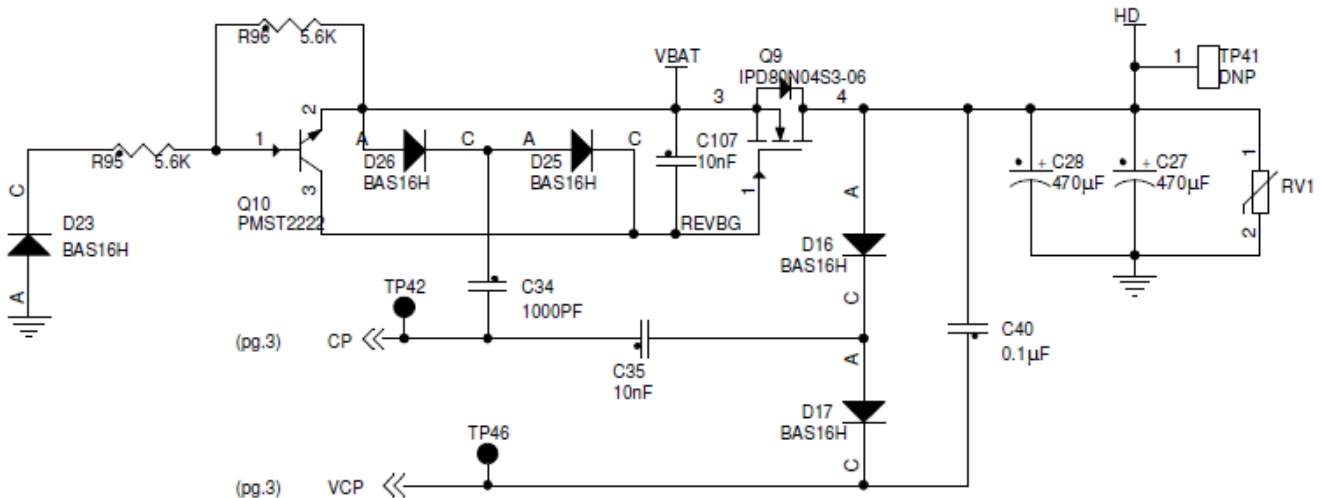 HD
R96 5.6K
Q9
IPD80N04S3-06
VBAT
1 TP41
DNP
2
3 4
1
A C A C
R95 5.6K
D26
BAS16H
D25
BAS16H
C107
10nF
1
+ C28
470µF
+ C27
470µF
1
RV1
2
C
3
Q10
PMST2222
REVBG
A
D23
BAS16H
D16
BAS16H
A
C34
1000PF
C
TP42
(pg.3) CP
C35
10nF
A
C40
0.1µF
D17
BAS16H
TP46
C
(pg.3) VCP